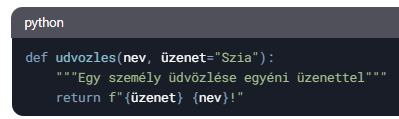 python
def udvozles(nev, üzenet="Szia"):
    """Egy személy üdvözlése egyéni üzenettel"""
    return f"{üzenet} {nev}!"